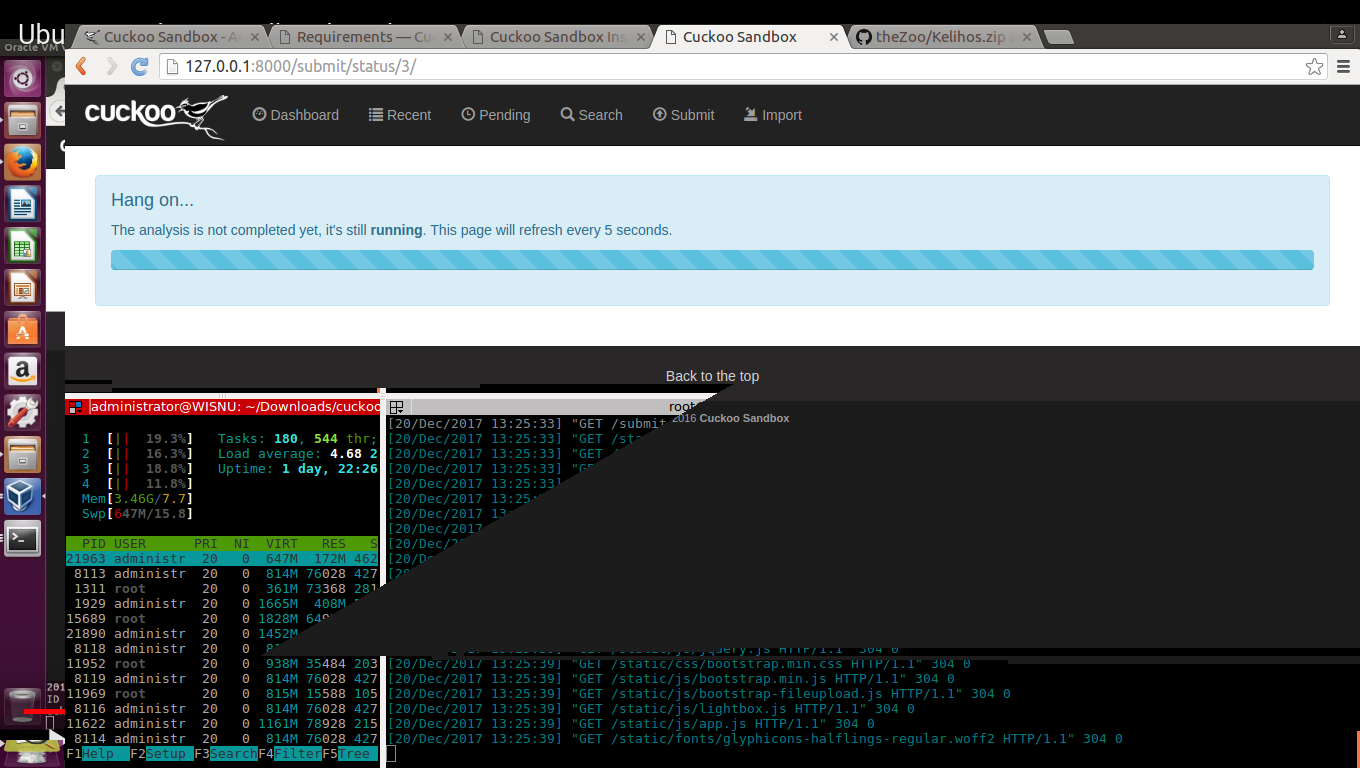 Ubu
Oracle VM V
Cuckoo Sandbox - A
Requirements — Cu
Cuckoo Sandbox Ins
Cuckoo Sandbox
theZoo/Kelihos.zip
127.0.0.1:8000/submit/status/3/
cuckoo
Dashboard
Recent
Pending
Search
Submit
Import
Hang on...
The analysis is not completed yet, it's still running. This page will refresh every 5 seconds.
Back to the top
2016 Cuckoo Sandbox
administrator@WISNU: ~/Downloads/cuckoo
1 [|| 19.3%] Tasks: 180, 544 thr;
2 [|| 16.3%] Load average: 4.68 2
3 [|| 18.8%] Uptime: 1 day, 22:26
4 [|| 11.8%]
Mem[3.46G/7.7]
Swp[647M/15.8]
PID USER PRI NI VIRT RES S
21963 administr 20 0 647M 172M 462
8113 administr 20 0 814M 76028 427
1311 root 20 0 361M 73368 281
1929 administr 20 0 1665M 408M
15689 root 20 0 1828M
21890 administr 20 0 1452M
8118 administr 20 0
11952 root 20 0 938M 35484 203
8119 administr 20 0 814M 76028 427
11969 root 20 0 815M 15588 105
8116 administr 20 0 814M 76028 427
11622 administr 20 0 1161M 78928 215
8114 administr 20 0 814M 76028 427
F1Help F2Setup F3SearchF4FilterF5Tree
root
[20/Dec/2017 13:25:33] "GET /submit
[20/Dec/2017 13:25:33] "GET /sta
[20/Dec/2017 13:25:33] "GET /
[20/Dec/2017 13:25:33] "GET
[20/Dec/2017 13:25:33]
[20/Dec/2017 13:25:3
[20/Dec/2017 13:25
[20/Dec/2017
[20/Dec/2017
[20/De
[20
/static/js/jquery.js HTTP/1.1" 304 0
[20/Dec/2017 13:25:39] "GET /static/css/bootstrap.min.css HTTP/1.1" 304 0
[20/Dec/2017 13:25:39] "GET /static/js/bootstrap.min.js HTTP/1.1" 304 0
[20/Dec/2017 13:25:39] "GET /static/js/bootstrap-fileupload.js HTTP/1.1" 304 0
[20/Dec/2017 13:25:39] "GET /static/js/lightbox.js HTTP/1.1" 304 0
[20/Dec/2017 13:25:39] "GET /static/js/app.js HTTP/1.1" 304 0
[20/Dec/2017 13:25:39] "GET /static/fonts/glyphicons-halflings-regular.woff2 HTTP/1.1" 304 0
201
ID